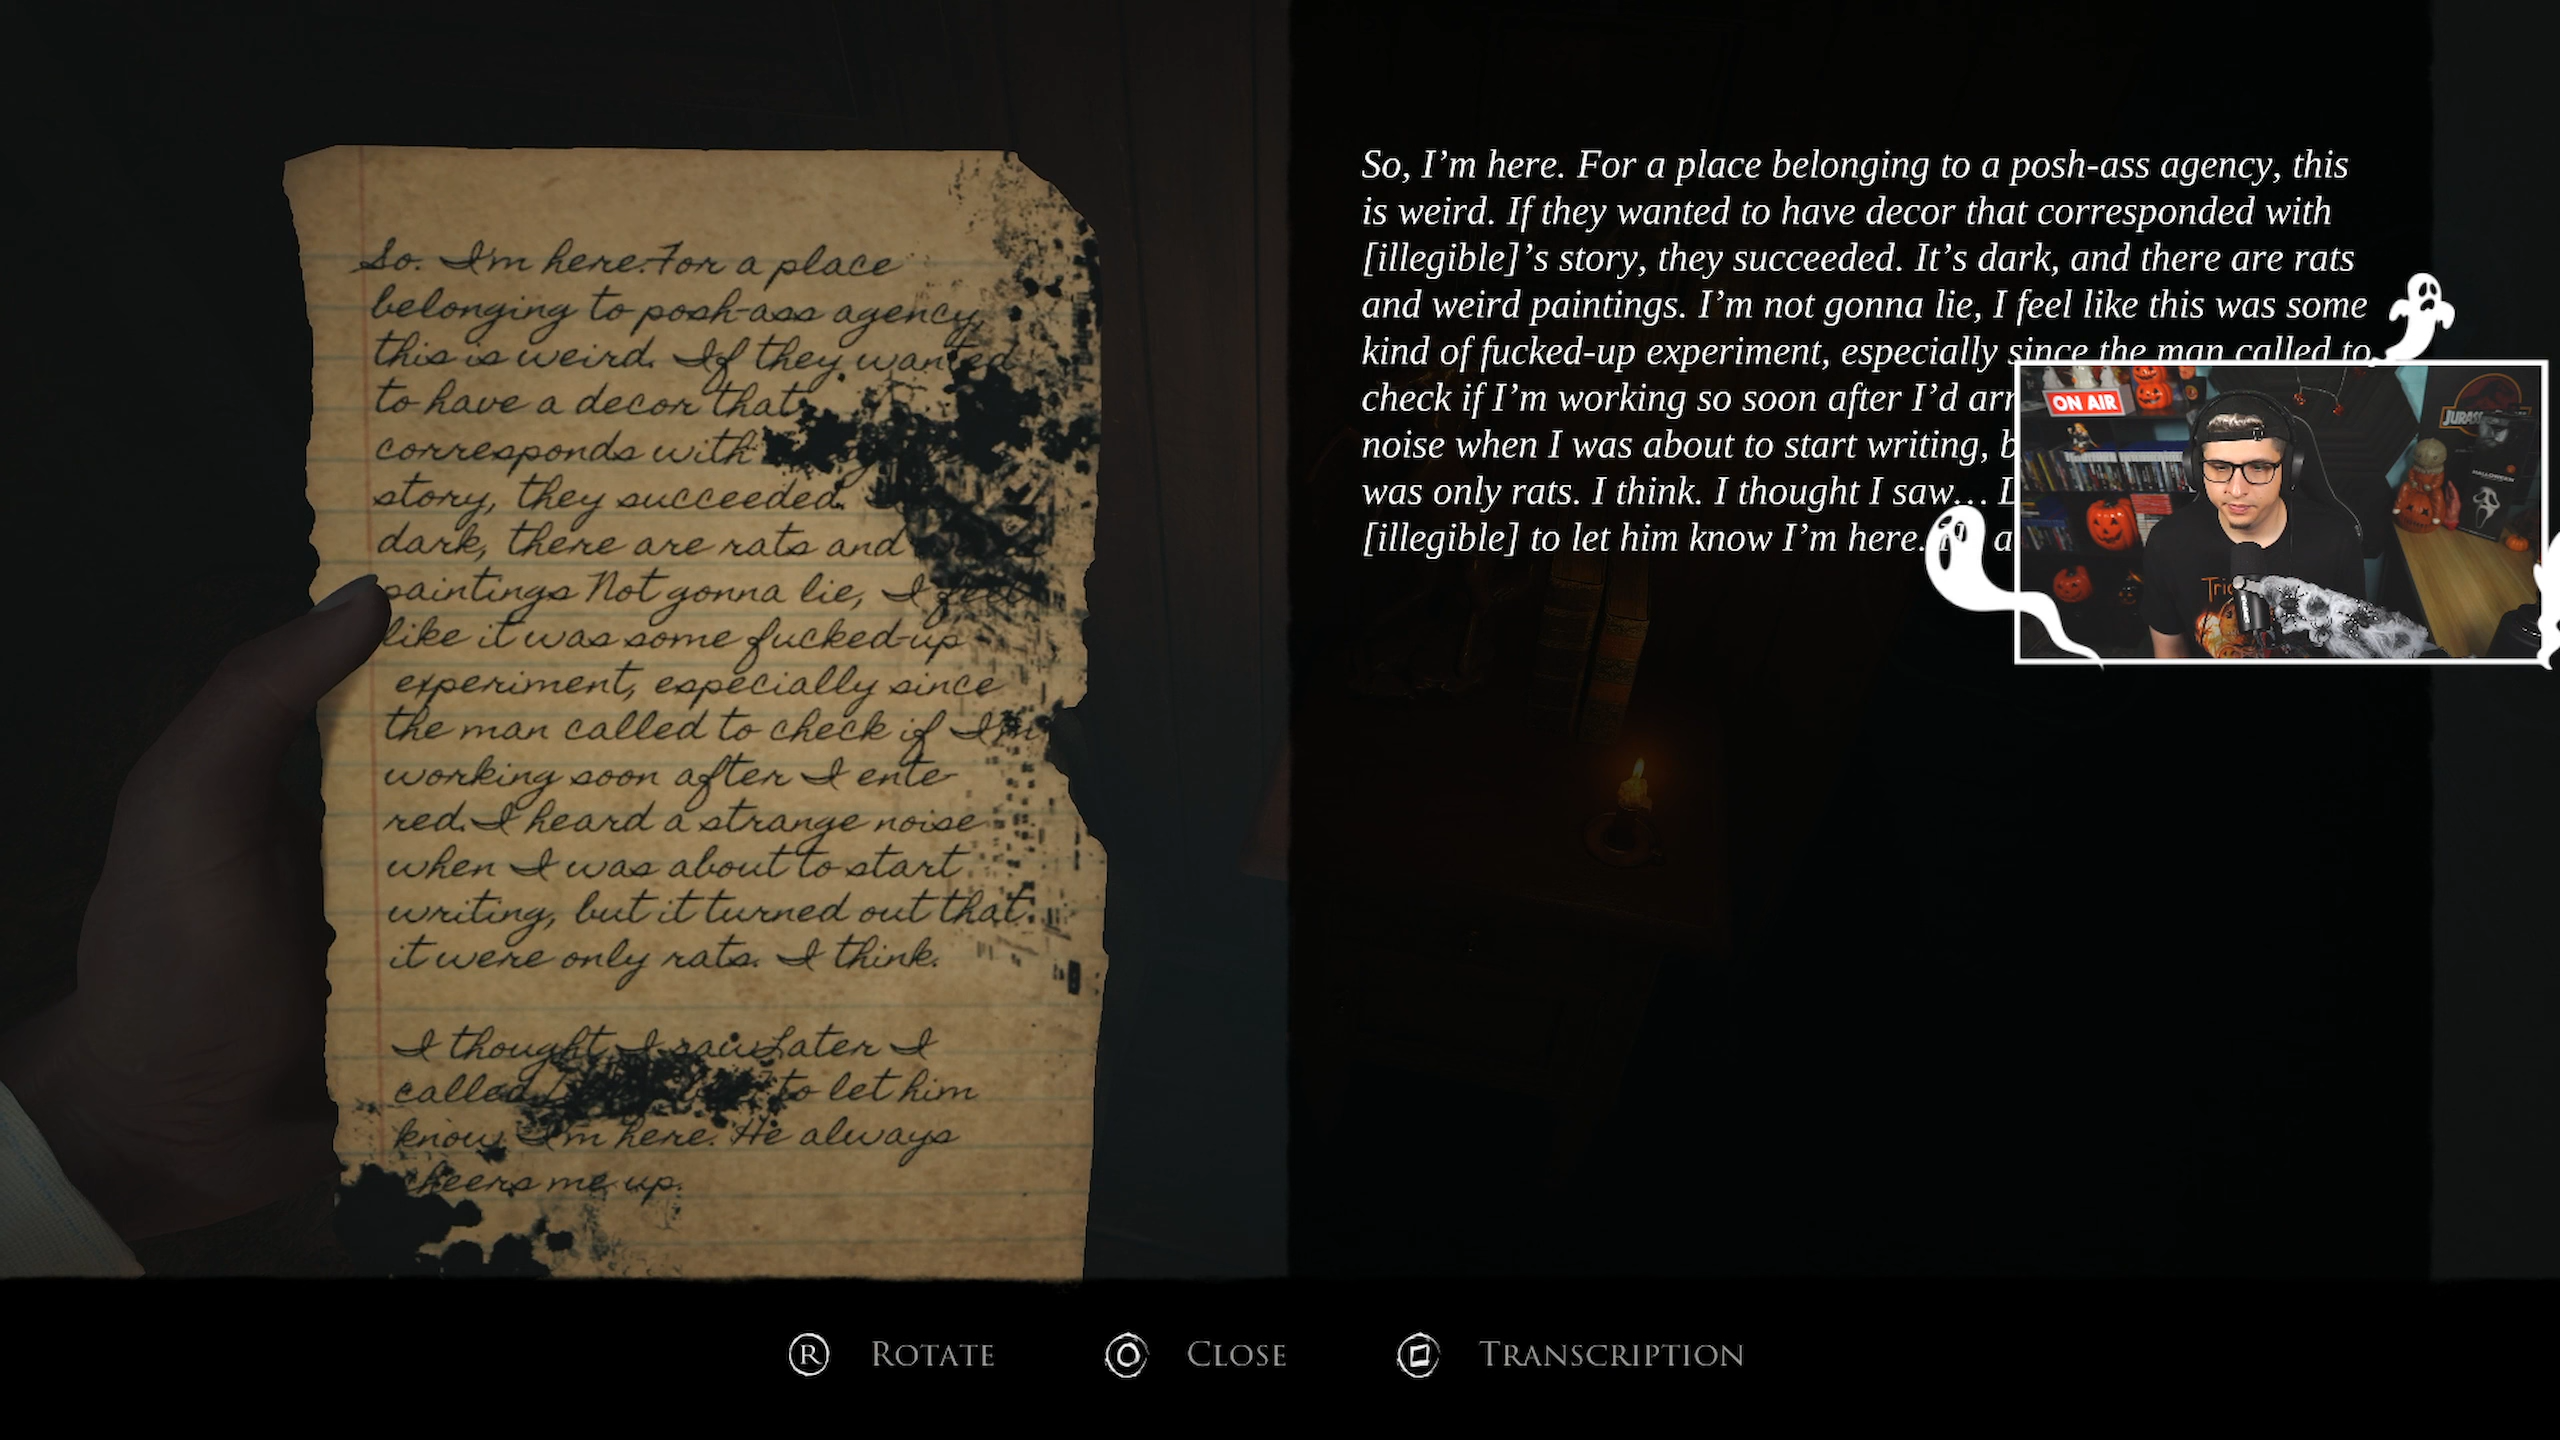 So. I'm here. For a place
belonging to posh-ass agency,
this is weird. If they wanted
to have a decor that
corresponds with
story, they succeeded.
dark, there are rats and
paintings Not gonna lie, I feel
like it was some fucked-up
experiment, especially since
the man called to check if I'm
working soon after I ente-
red. I heard a strange noise
when I was about to start
writing, but it turned out that
it were only rats. I think.
I thought I saw Later I
called to let him
know I'm here. He always
cheers me up.
So, I’m here. For a place belonging to a posh-ass agency, this
is weird. If they wanted to have decor that corresponded with
[illegible]’s story, they succeeded. It’s dark, and there are rats
and weird paintings. I’m not gonna lie, I feel like this was some
kind of fucked-up experiment, especially since the man called to
check if I’m working so soon after I’d
noise when I was about to start writing,
was only rats. I think. I thought I saw…
[illegible] to let him know I’m here.
ON AIR
HALLOWEEN
R ROTATE CLOSE TRANSCRIPTION